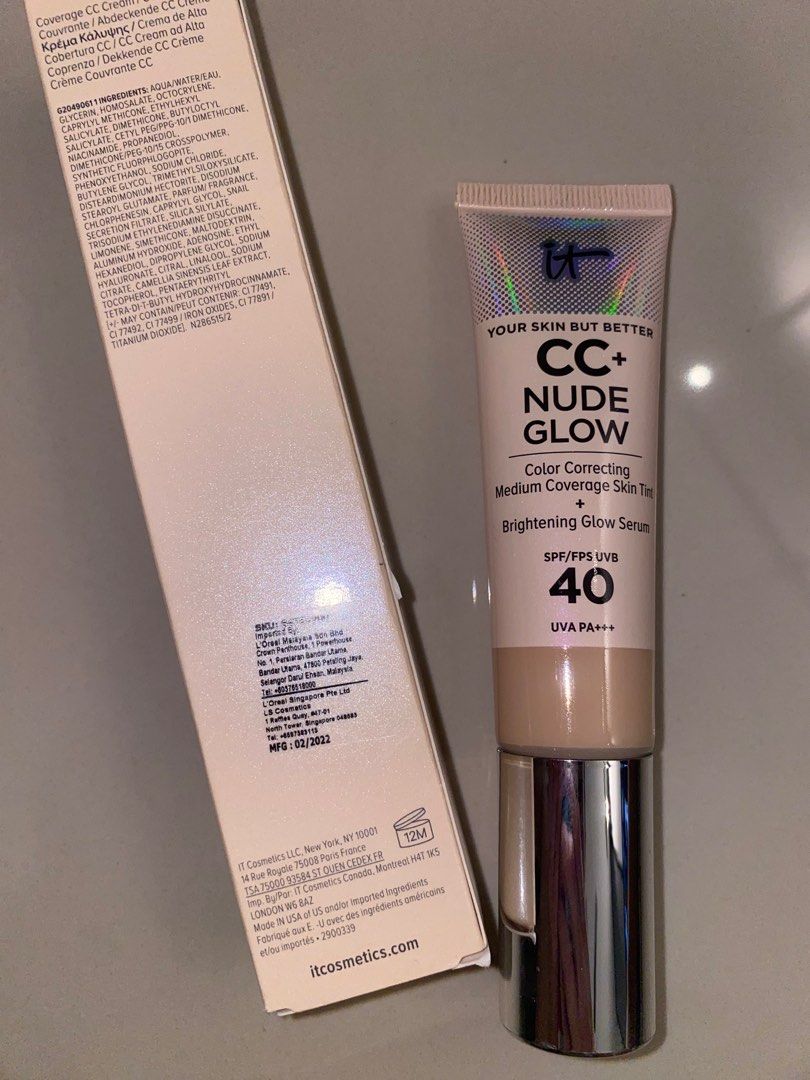 Coverage CC Cream /
Couvrante / Abdeckende CC Creme
Κρέμα Κάλυψης / Crema de Alta
Cobertura CC / CC Cream ad Alta
Coprenza / Dekkende CC Crème
Crème Couvrante CC
G2049061 1 INGREDIENTS: AQUA/WATER/EAU,
GLYCERIN, HOMOSALATE, OCTOCRYLENE,
CAPRYLYL METHICONE, ETHYLHEXYL
SALICYLATE, DIMETHICONE, BUTYLOCTYL
SALICYLATE, CETYL PEG/PPG-10/1 DIMETHICONE,
NIACINAMIDE, PROPANEDIOL,
DIMETHICONE/PEG-10/15 CROSSPOLYMER,
SYNTHETIC FLUORPHLOGOPITE,
PHENOXYETHANOL, SODIUM CHLORIDE,
BUTYLENE GLYCOL, TRIMETHYLSILOXYSILICATE,
DISTEARDIMONIUM HECTORITE, DISODIUM
STEAROYL GLUTAMATE, PARFUM/FRAGRANCE,
CHLORPHENESIN, CAPRYLYL GLYCOL, SNAIL
SECRETION FILTRATE, SILICA SILYLATE,
TRISODIUM ETHYLENEDIAMINE DISUCCINATE,
LIMONENE, SIMETHICONE, MALTODEXTRIN,
ALUMINUM HYDROXIDE, ADENOSINE, ETHYL
HEXANEDIOL, DIPROPYLENE GLYCOL, SODIUM
HYALURONATE, CITRAL, LINALOOL, SODIUM
CITRATE, CAMELLIA SINENSIS LEAF EXTRACT,
TOCOPHEROL, PENTAERYTHRITYL
TETRA-DI-T-BUTYL HYDROXYHYDROCINNAMATE,
[+/- MAY CONTAIN/PEUT CONTENIR: CI 77491,
CI 77492, CI 77499 / IRON OXIDES, CI 77891 /
TITANIUM DIOXIDE]. N286515/2
SKU:
Imported By:
L'Oreal Malaysia Sdn Bhd
Crown Penthouse, 1 Powerhouse,
No. 1, Persiaran Bandar Utama,
Bandar Utama, 47800 Petaling Jaya,
Selangor Darul Ehsan, Malaysia.
Tel: +60376518000
L'Oreal Singapore Pte Ltd
LS Cosmetics
1 Raffles Quay, #47-01
North Tower, Singapore 048583
Tel:
MFG : 02/2022
12M
IT Cosmetics LLC, New York, NY 10001
14 Rue Royale 75008 Paris France
TSA 75000 93584 ST OUEN CEDEX FR
Imp. By/Par: IT Cosmetics Canada, Montreal H4T 1K5
LONDON W6 8AZ
Made in USA of US and/or Imported Ingredients
Fabriqué aux E. -U avec des ingrédients américains
et/ou importés • 2900339
itcosmetics.com
it
YOUR SKIN BUT BETTER
CC+
NUDE
GLOW
Color Correcting
Medium Coverage Skin Tint
+
Brightening Glow Serum
SPF/FPS UVB
40
UVA PA+++